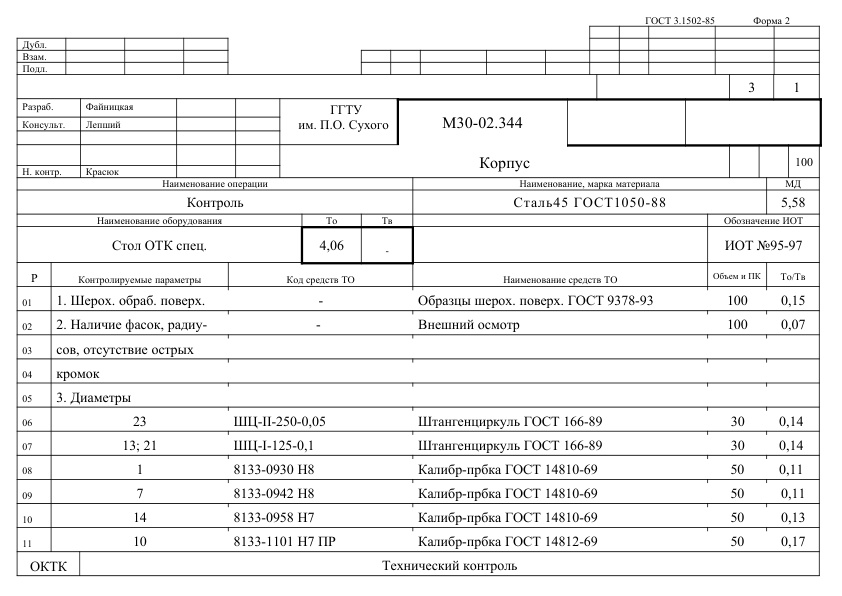 ГОСТ 3.1502-85 Форма 2
Дубл.
Взам.
Подл.
3 1
Разраб. Файницкая ГГТУ
им. П.О. Сухого М30-02.344
Консульт. Лепший
Корпус 100
Н. контр. Красюк
Наименование операции Наименование, марка материала МД
Контроль Сталь45 ГОСТ1050-88 5,58
Наименование оборудования То Тв Обозначение ИОТ
Стол ОТК спец. 4,06 - ИОТ №95-97
Р Контролируемые параметры Код средств ТО Наименование средств ТО Объем и ПК То/Тв
01 1. Шерох. обраб. поверх. - Образцы шерох. поверх. ГОСТ 9378-93 100 0,15
02 2. Наличие фасок, радиу- - Внешний осмотр 100 0,07
03 сов, отсутствие острых
04 кромок
05 3. Диаметры
06 23 ШЦ-II-250-0,05 Штангенциркуль ГОСТ 166-89 30 0,14
07 13; 21 ШЦ-I-125-0,1 Штангенциркуль ГОСТ 166-89 30 0,14
08 1 8133-0930 Н8 Калибр-прбка ГОСТ 14810-69 50 0,11
09 7 8133-0942 Н8 Калибр-прбка ГОСТ 14810-69 50 0,11
10 14 8133-0958 Н7 Калибр-прбка ГОСТ 14810-69 50 0,13
11 10 8133-1101 Н7 ПР Калибр-прбка ГОСТ 14812-69 50 0,17
ОКТК Технический контроль